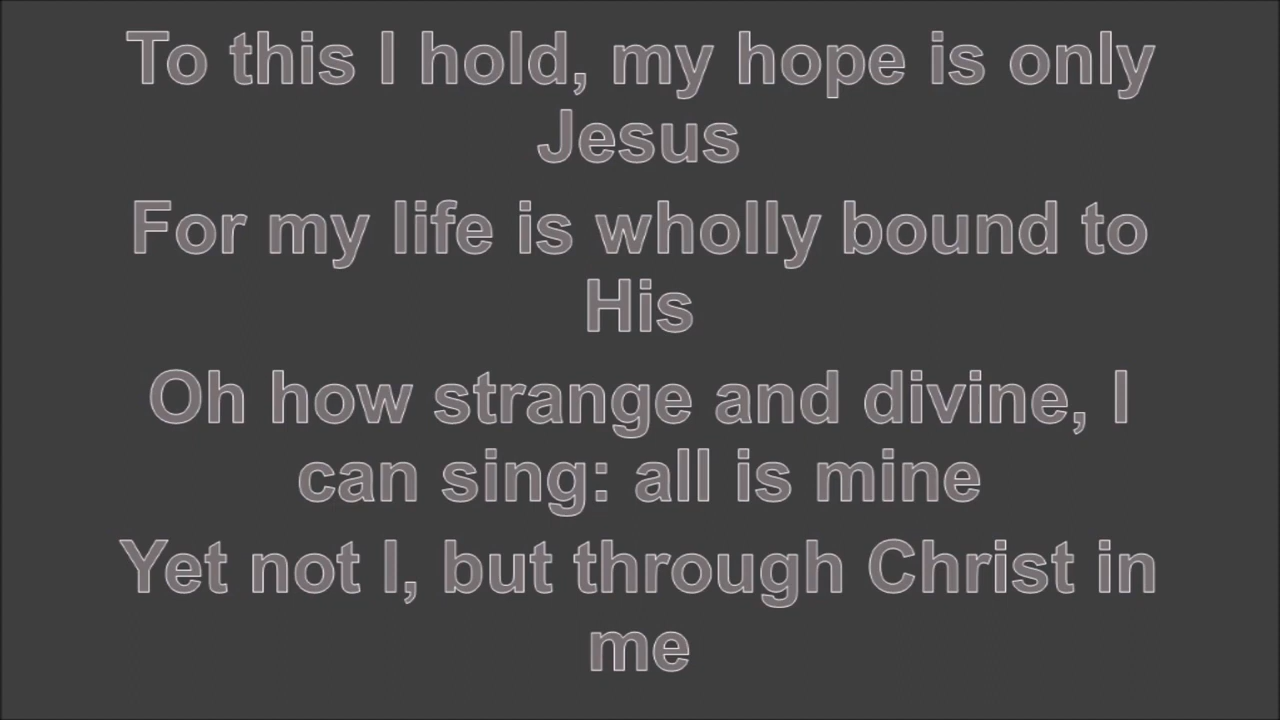 To this I hold, my hope is only
Jesus
For my life is wholly bound to
His
Oh how strange and divine, I
can sing: all is mine
Yet not I, but through Christ in
me